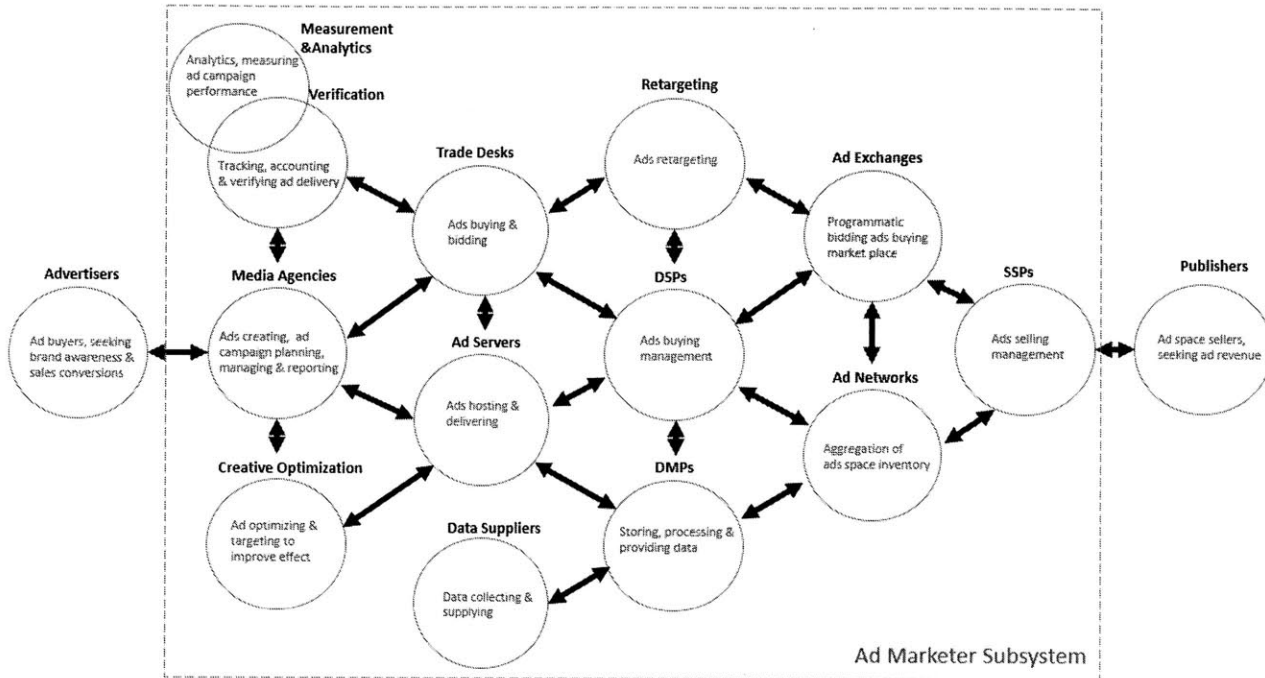 Measurement
&Analytics
Analytics, measuring
ad campaign
performance
Verification
Tracking, accounting
& verifying ad delivery
Trade Desks
Ads buying &
bidding
Retargeting
Ads retargeting
Ad Exchanges
Programmatic
bidding ads buying
market place
Advertisers
Ad buyers, seeking
brand awareness &
sales conversions
Media Agencies
Ads creating, ad
campaign planning,
managing & reporting
Ad Servers
Ads hosting &
delivering
DSPs
Ads buying
management
SSPs
Ads selling
management
Publishers
Ad space sellers,
seeking ad revenue
Ad Networks
Aggregation of
ads space inventory
Creative Optimization
Ad optimizing &
targeting to
improve effect
Data Suppliers
Data collecting &
supplying
DMPs
Storing, processing &
providing data
Ad Marketer Subsystem